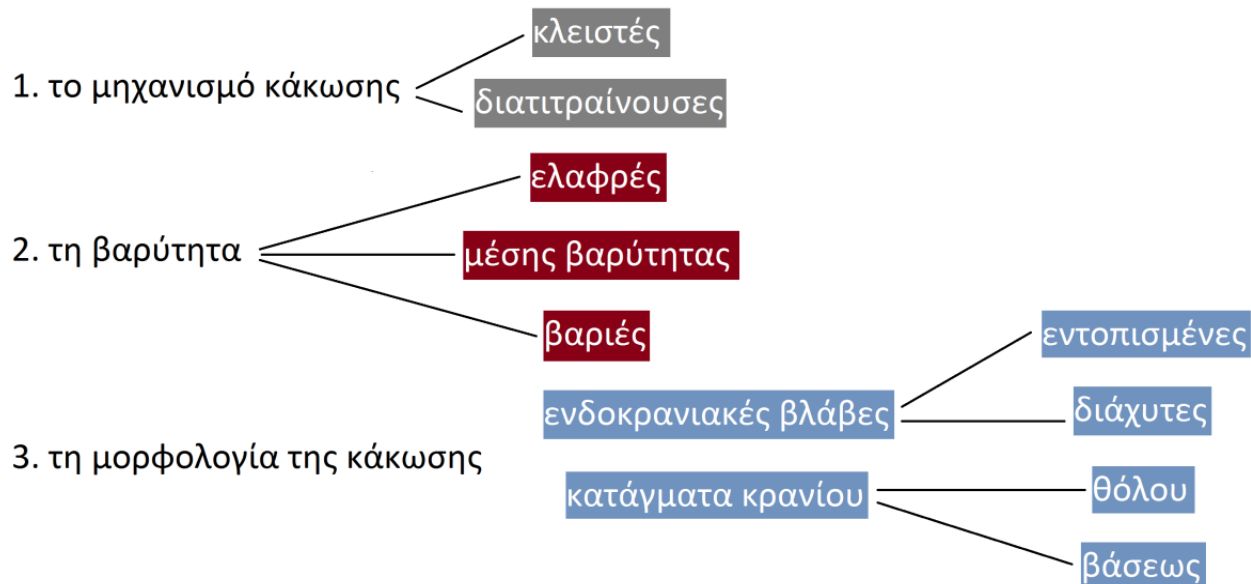 κλειστές
1. το μηχανισμό κάκωσης
διατιτραίνουσες
ελαφρές
2. τη βαρύτητα
μέσης βαρύτητας
βαριές
εντοπισμένες
ενδοκρανιακές βλάβες
διάχυτες
3. τη μορφολογία της κάκωσης
κατάγματα κρανίου
θόλου
βάσεως